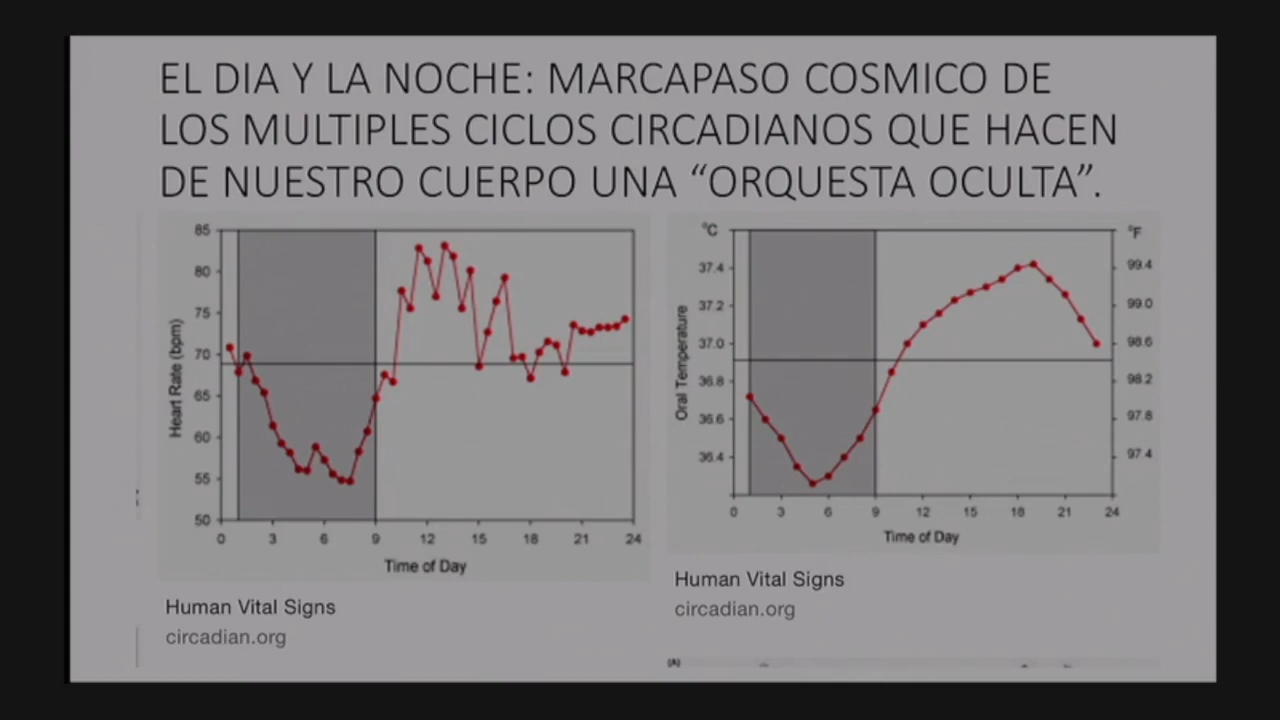 EL DIA Y LA NOCHE: MARCAPASO COSMICO DE
LOS MULTIPLES CICLOS CIRCADIANOS QUE HACEN
DE NUESTRO CUERPO UNA “ORQUESTA OCULTA”.
85
80
75
70
65
60
55
50
Heart Rate (bpm)
0 3 6 9 12 15 18 21 24
Time of Day
Human Vital Signs
circadian.org
°C
37.4
37.2
37.0
36.8
36.6
36.4
Oral Temperature
°F
99.4
99.0
98.6
98.2
97.8
97.4
0 3 6 9 12 15 18 21 24
Time of Day
Human Vital Signs
circadian.org
(A)